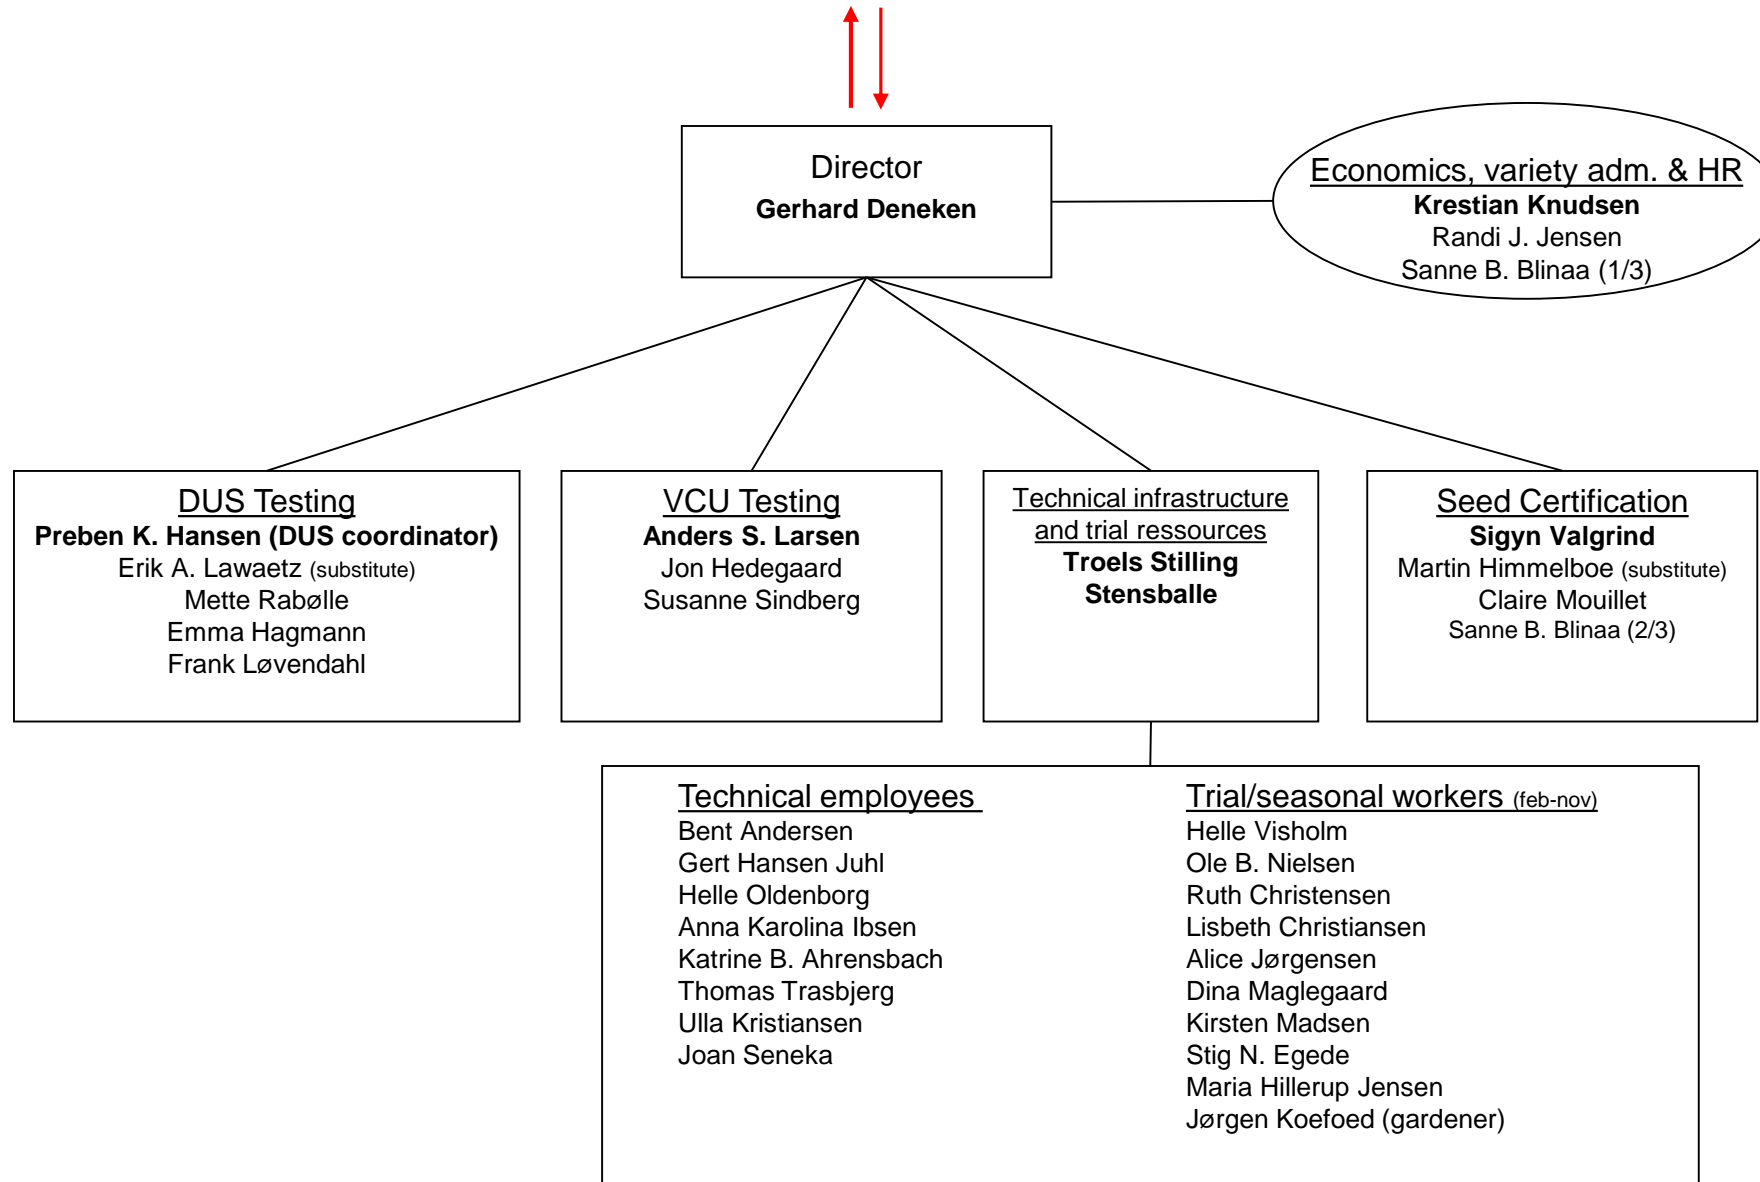 Director
Gerhard Deneken
Economics, variety adm. & HR
Krestian Knudsen
Randi J. Jensen
Sanne B. Blinaa (1/3)
DUS Testing
Preben K. Hansen (DUS coordinator)
Erik A. Lawaetz (substitute)
Mette Rabølle
Emma Hagmann
Frank Løvendahl
VCU Testing
Anders S. Larsen
Jon Hedegaard
Susanne Sindberg
Technical infrastructure
and trial ressources
Troels Stilling
Stensballe
Seed Certification
Sigyn Valgrind
Martin Himmelboe (substitute)
Claire Mouillet
Sanne B. Blinaa (2/3)
Technical employees
Bent Andersen
Gert Hansen Juhl
Helle Oldenborg
Anna Karolina Ibsen
Katrine B. Ahrensbach
Thomas Trasbjerg
Ulla Kristiansen
Joan Seneka
Trial/seasonal workers (feb-nov)
Helle Visholm
Ole B. Nielsen
Ruth Christensen
Lisbeth Christiansen
Alice Jørgensen
Dina Maglegaard
Kirsten Madsen
Stig N. Egede
Maria Hillerup Jensen
Jørgen Koefoed (gardener)